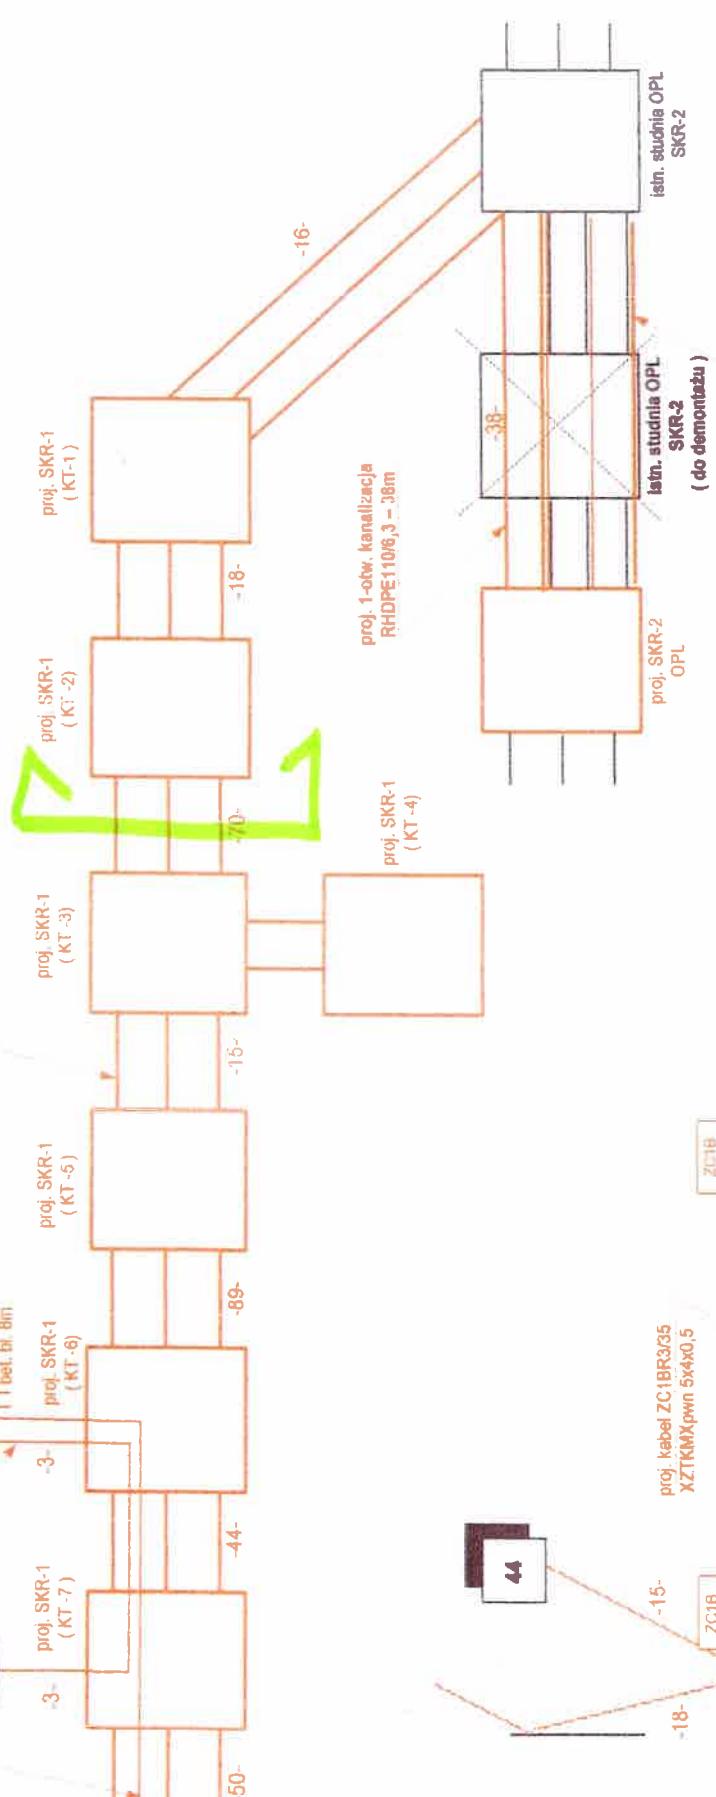 istn. studnia OPL
SKR-2
-16-
proj. SKR-1
( KT-1 )
-38-
istn. studnia OPL
SKR-2
( do demontażu )
proj. 1-otw. kanalizacja
RHDPE110/6,3 – 38m
-18-
proj. SKR-1
( KT -2)
proj. SKR-2
OPL
-70-
proj. SKR-1
( KT -4)
proj. SKR-1
( KT -3)
-15-
proj. SKR-1
( KT -5)
ZC1B
-89-
bet. bl. 8m
proj. SKR-1
( KT -6)
-3-
proj. kabel ZC1BR3/35
XZTKMXpwn 5x4x0,5
-44-
44
proj. SKR-1
( KT -7 )
-3-
-15-
ZC1B
-18-
50-